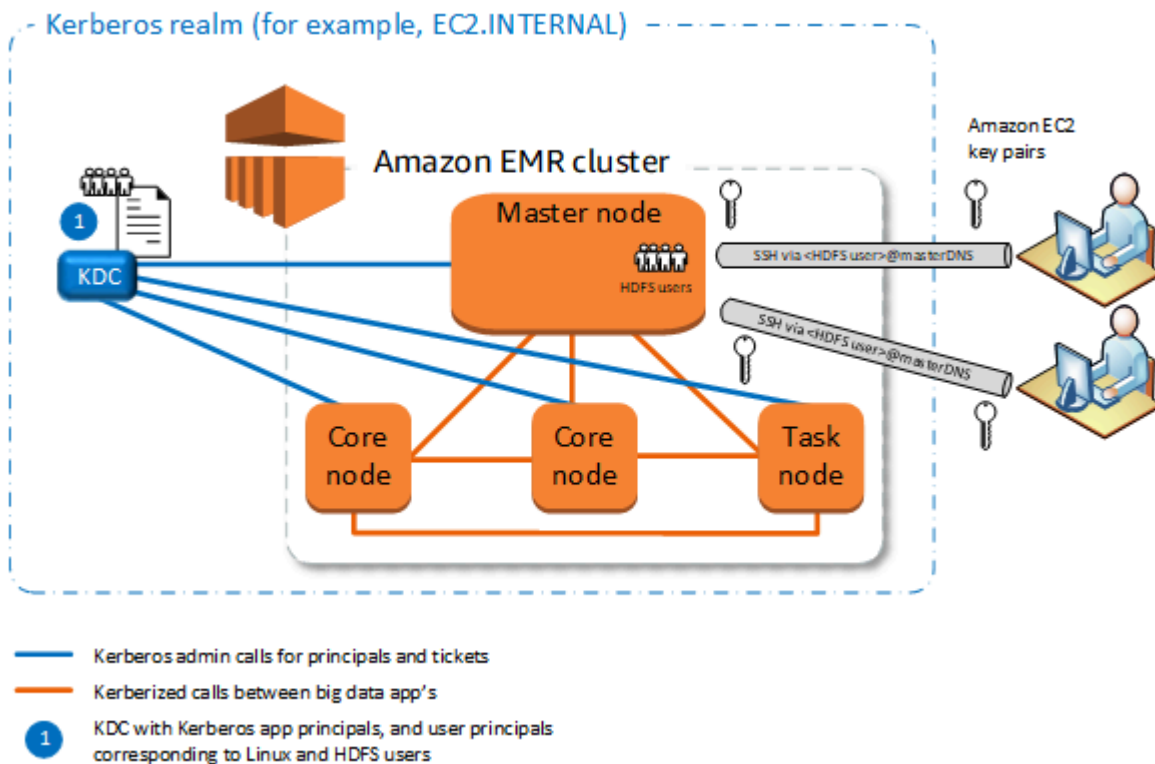 Kerberos realm (for example, EC2.INTERNAL)
Amazon EC2
key pairs
Amazon EMR cluster
Master node
1
KDC
HDFS users
SSH via <HDFS user>@masterDNS
SSH via <HDFS user>@masterDNS
Core
node
Core
node
Task
node
Kerberos admin calls for principals and tickets
Kerberized calls between big data app's
1
KDC with Kerberos app principals, and user principals
corresponding to Linux and HDFS users